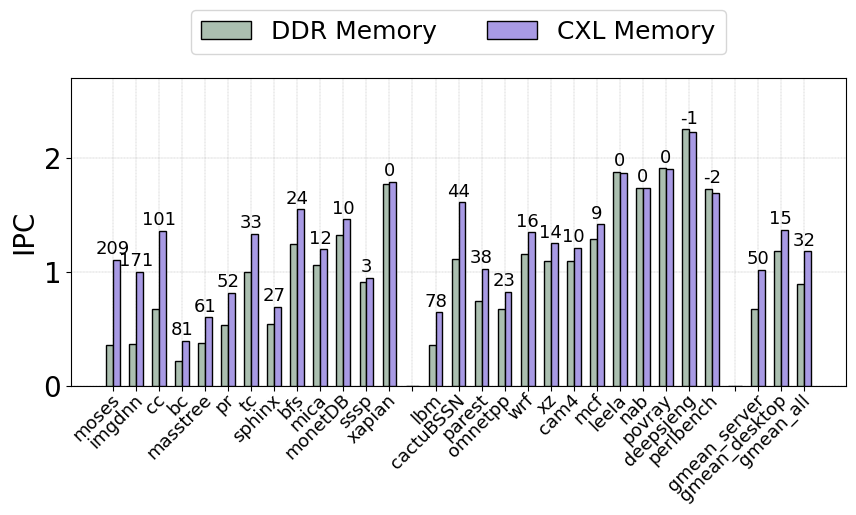 DDR Memory CXL Memory
IPC
2
1
0
209 171 101 81 61 52 33 27 24 12 10 3 0 78 44 38 23 16 14 10 9 0 0 0 -1 -2 50 15 32
moses imgdnn cc bc masstree pr tc sphinx bfs mica monetDB sssp xapian lbm cactuBSSN parest omnetpp wrf xz cam4 mcf leela nab povray deepsjeng perlbench gmean_server gmean_desktop gmean_all